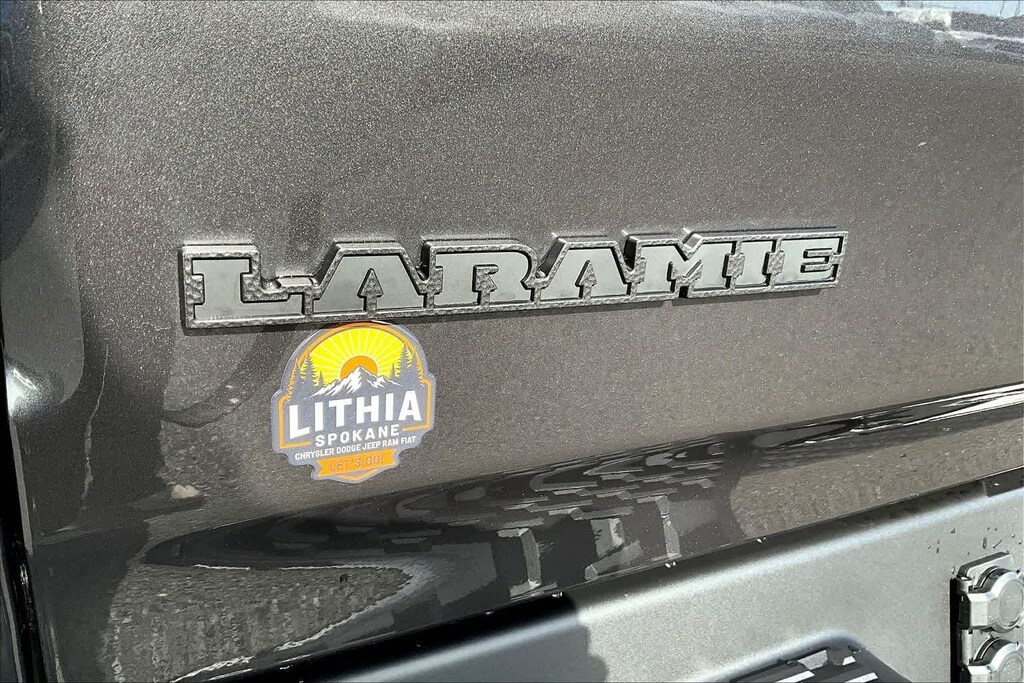 LARAMIE
LITHIA
SPOKANE
CHRYSLER DODGE JEEP RAM FIAT
LET'S GO!